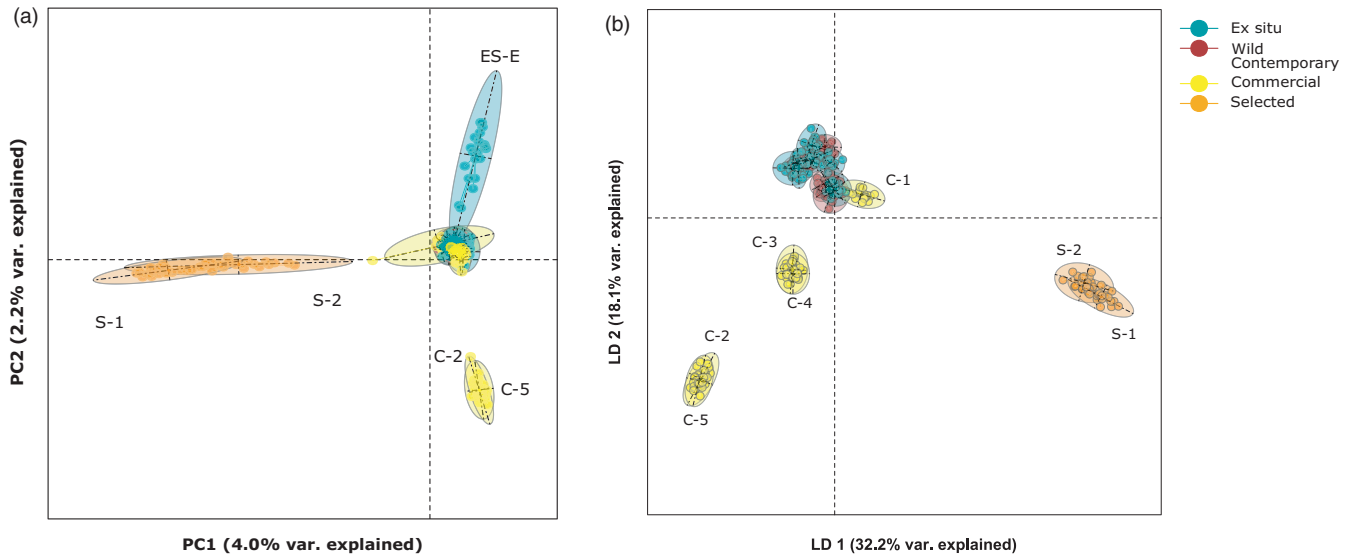 (a)
ES-E
S-2
S-1
C-2
C-5
PC2 (2.2% var. explained)
PC1 (4.0% var. explained)
(b)
C-1
C-3
C-4
S-2
S-1
C-2
C-5
LD 2 (18.1% var. explained)
LD 1 (32.2% var. explained)
Ex situ
Wild
Contemporary
Commercial
Selected